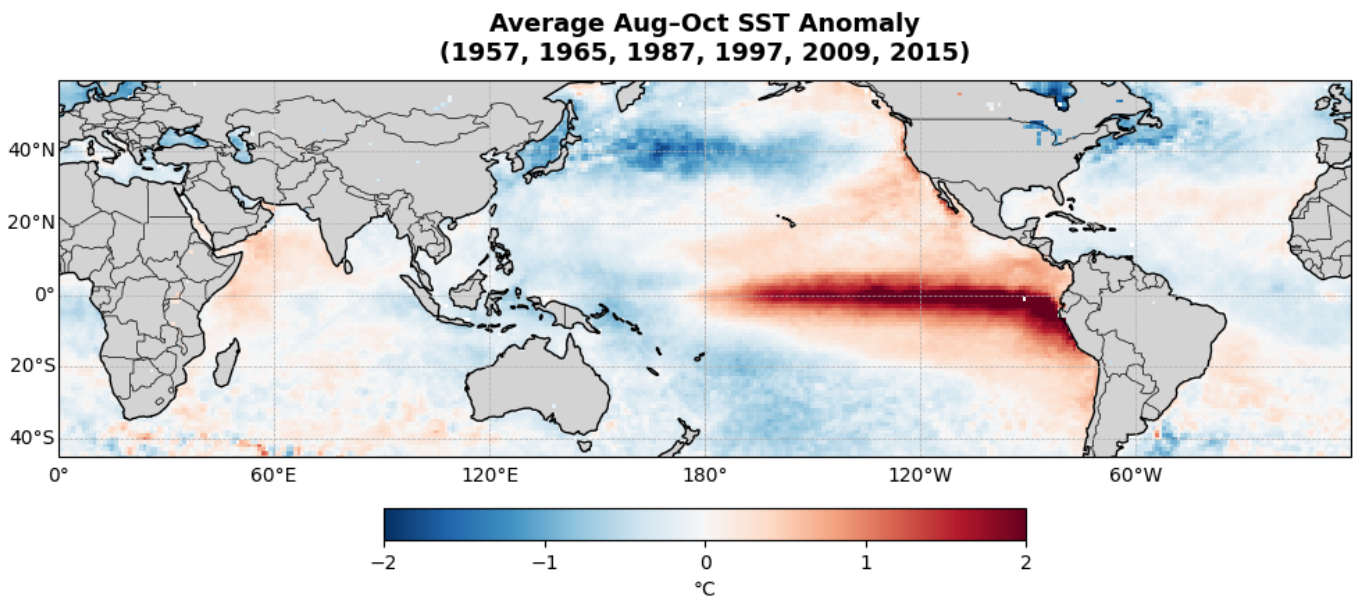 Average Aug–Oct SST Anomaly
(1957, 1965, 1987, 1997, 2009, 2015)
40°N
20°N
0°
20°S
40°S
0° 60°E 120°E 180° 120°W 60°W
−2 −1 0 1 2
°C